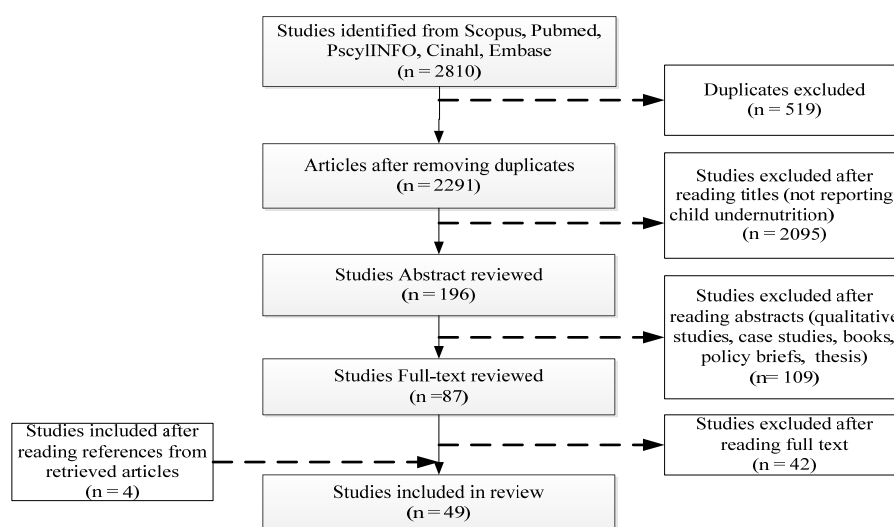 Studies identified from Scopus, Pubmed,
PscylINFO, Cinahl, Embase
(n = 2810)
Duplicates excluded
(n = 519)
Articles after removing duplicates
(n = 2291)
Studies excluded after
reading titles (not reporting
child undernutrition)
(n = 2095)
Studies Abstract reviewed
(n = 196)
Studies excluded after
reading abstracts (qualitative
studies, case studies, books,
policy briefs, thesis)
(n= 109)
Studies Full-text reviewed
(n =87)
Studies excluded after
reading full text
(n = 42)
Studies included after
reading references from
retrieved articles
(n = 4)
Studies included in review
(n = 49)